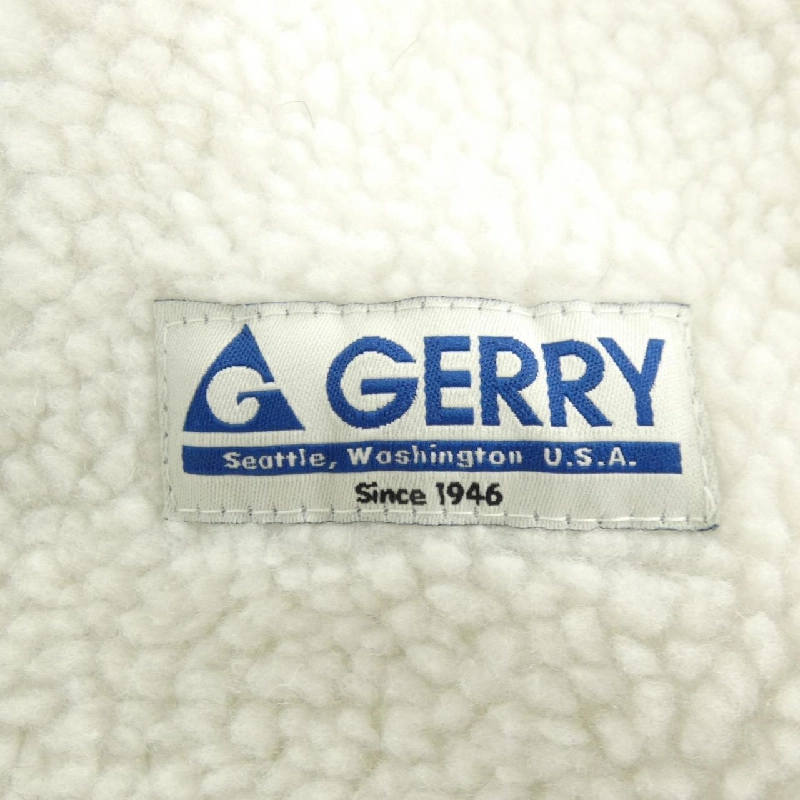 GERRY
Seattle, Washington U.S.A.
Since 1946